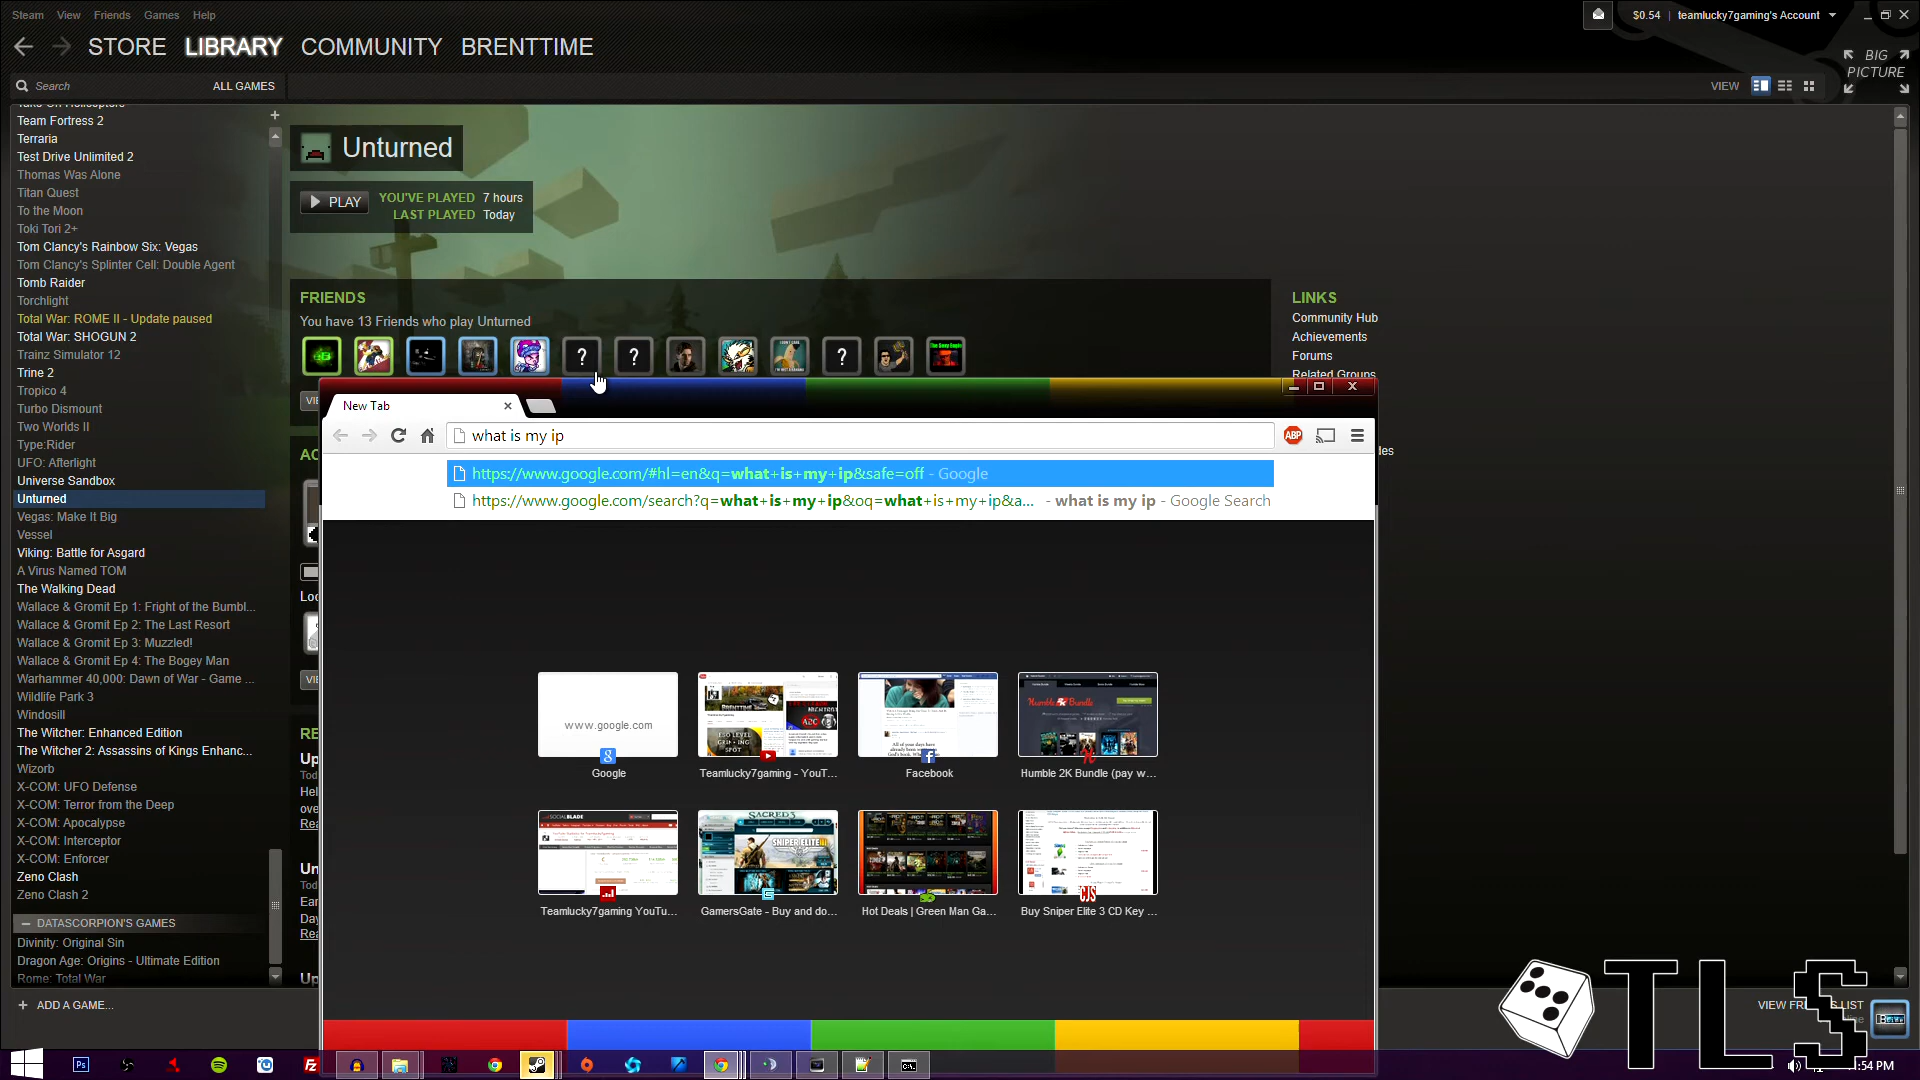 Steam View Friends Games Help
$0.54 teamlucky7gaming's Account
STORE LIBRARY COMMUNITY BRENTTIME
BIG PICTURE
Search ALL GAMES
VIEW
Take On Helicopters
Team Fortress 2
Terraria
Test Drive Unlimited 2
Thomas Was Alone
Titan Quest
To the Moon
Toki Tori 2+
Tom Clancy's Rainbow Six: Vegas
Tom Clancy's Splinter Cell: Double Agent
Tomb Raider
Torchlight
Total War: ROME II - Update paused
Total War: SHOGUN 2
Trainz Simulator 12
Trine 2
Tropico 4
Turbo Dismount
Two Worlds II
Type:Rider
UFO: Afterlight
Universe Sandbox
Unturned
Vegas: Make It Big
Vessel
Viking: Battle for Asgard
A Virus Named TOM
The Walking Dead
Wallace & Gromit Ep 1: Fright of the Bumbl...
Wallace & Gromit Ep 2: The Last Resort
Wallace & Gromit Ep 3: Muzzled!
Wallace & Gromit Ep 4: The Bogey Man
Warhammer 40,000: Dawn of War - Game ...
Wildlife Park 3
Windosill
The Witcher: Enhanced Edition
The Witcher 2: Assassins of Kings Enhanc...
Wizorb
X-COM: UFO Defense
X-COM: Terror from the Deep
X-COM: Apocalypse
X-COM: Interceptor
X-COM: Enforcer
Zeno Clash
Zeno Clash 2
DATASCORPION'S GAMES
Divinity: Original Sin
Dragon Age: Origins - Ultimate Edition
Rome: Total War
+ ADD A GAME...
Unturned
PLAY
YOU'VE PLAYED 7 hours
LAST PLAYED Today
FRIENDS
You have 13 Friends who play Unturned
LINKS
Community Hub
Achievements
Forums
Related Groups
New Tab
what is my ip
ABP
https://www.google.com/#hl=en&q=what+is+my+ip&safe=off - Google
https://www.google.com/search?q=what+is+my+ip&oq=what+is+my+ip&a... - what is my ip - Google Search
www.google.com
Google
Teamlucky7gaming - YouT...
Facebook
Humble 2K Bundle (pay w...
Teamlucky7gaming YouTu...
GamersGate - Buy and do...
Hot Deals | Green Man Ga...
Buy Sniper Elite 3 CD Key ...
TLS